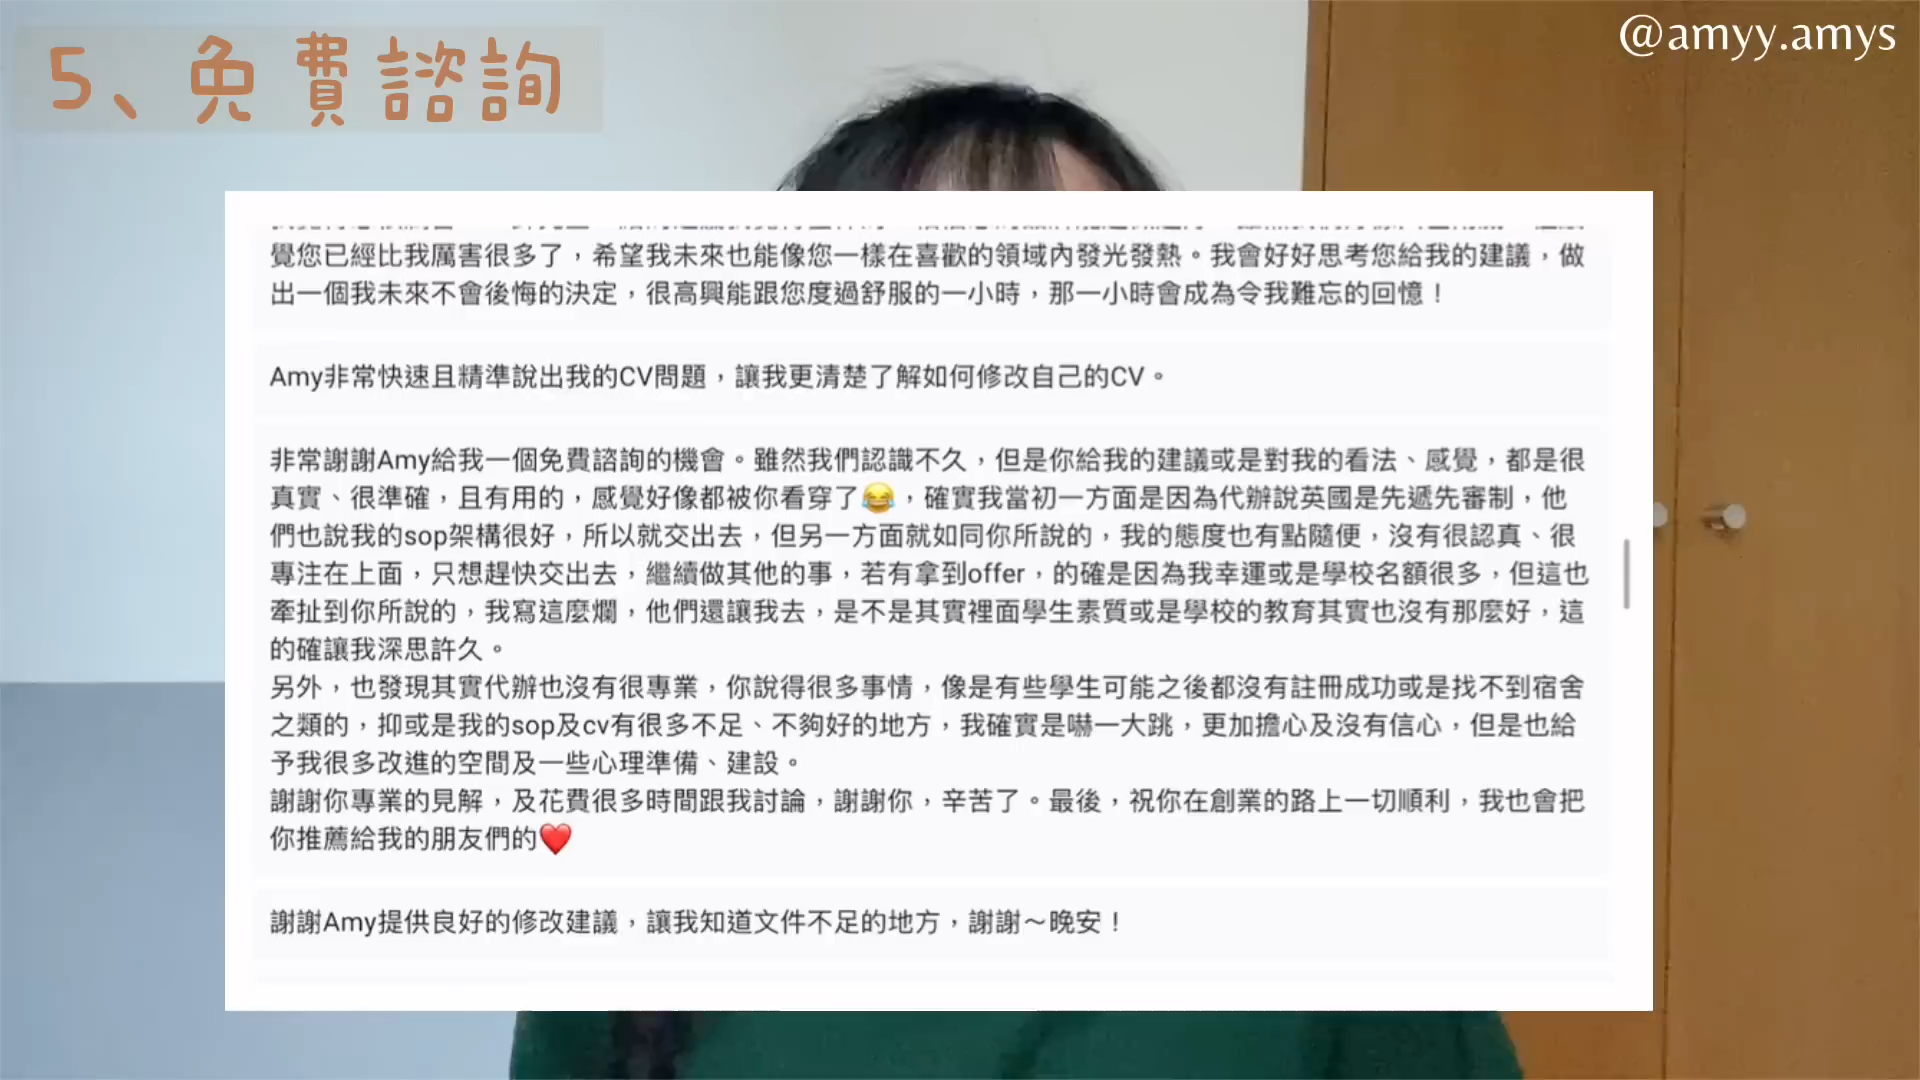 5、免費諮詢
@amyy.amys
覺您已經比我厲害很多了，希望我未來也能像您一樣在喜歡的領域內發光發熱。我會好好思考您給我的建議，做
出一個我未來不會後悔的決定，很高興能跟您度過舒服的一小時，那一小時會成為令我難忘的回憶！
Amy非常快速且精準說出我的CV問題，讓我更清楚了解如何修改自己的CV。
非常謝謝Amy給我一個免費諮詢的機會。雖然我們認識不久，但是你給我的建議或是對我的看法、感覺，都是很
真實、很準確，且有用的，感覺好像都被你看穿了😂，確實我當初一方面是因為代辦說英國是先遞先審制，他
們也說我的sop架構很好，所以就交出去，但另一方面就如同你所說的，我的態度也有點隨便，沒有很認真、很
專注在上面，只想趕快交出去，繼續做其他的事，若有拿到offer，的確是因為我幸運或是學校名額很多，但這也
牽扯到你所說的，我寫這麼爛，他們還讓我去，是不是其實裡面學生素質或是學校的教育其實也沒有那麼好，這
的確讓我深思許久。
另外，也發現其實代辦也沒有很專業，你說得很多事情，像是有些學生可能之後都沒有註冊成功或是找不到宿舍
之類的，抑或是我的sop及cv有很多不足、不夠好的地方，我確實是嚇一大跳，更加擔心及沒有信心，但是也給
予我很多改進的空間及一些心理準備、建設。
謝謝你專業的見解，及花費很多時間跟我討論，謝謝你，辛苦了。最後，祝你在創業的路上一切順利，我也會把
你推薦給我的朋友們的❤️
謝謝Amy提供良好的修改建議，讓我知道文件不足的地方，謝謝～晚安！